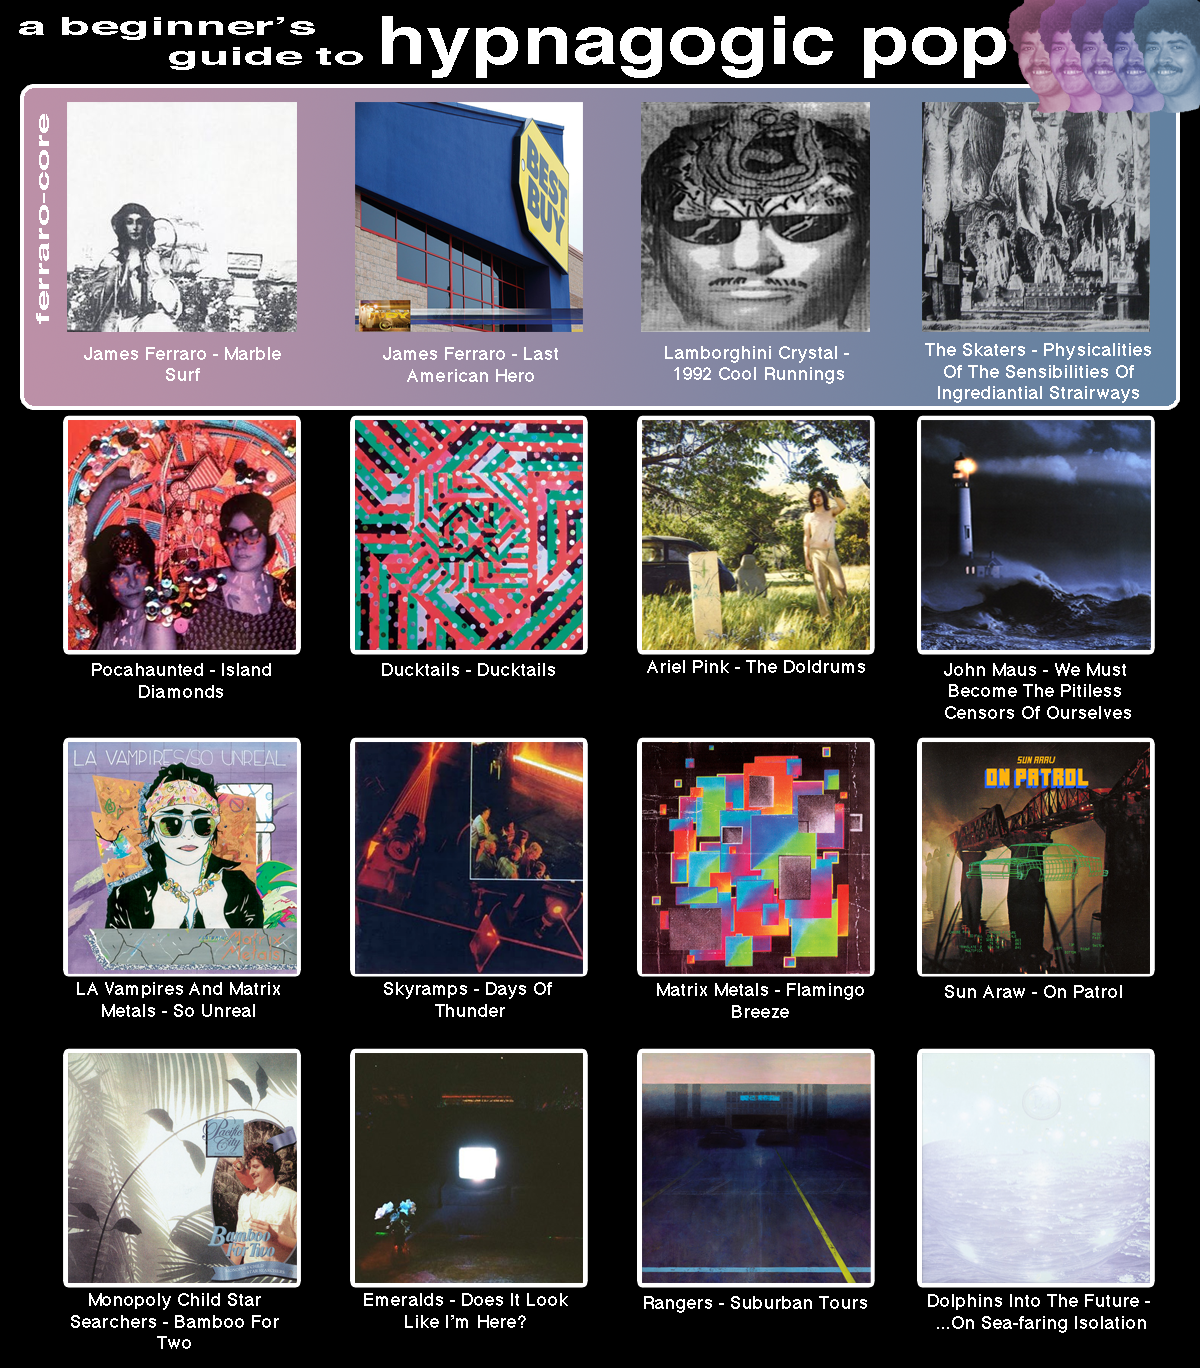 a beginner's
guide to
hypnagogic pop
ferraro-core
BEST
BUY
James Ferraro - Marble
Surf
James Ferraro - Last
American Hero
Lamborghini Crystal -
1992 Cool Runnings
The Skaters - Physicalities
Of The Sensibilities Of
Ingrediantial Strairways
Pocahaunted - Island
Diamonds
Ducktails - Ducktails
Ariel Pink - The Doldrums
John Maus - We Must
Become The Pitiless
Censors Of Ourselves
LA VAMPIRES/SO UNREAL
Matrix
Metals
SUN ARAW
ON PATROL
LA Vampires And Matrix
Metals - So Unreal
Skyramps - Days Of
Thunder
Matrix Metals - Flamingo
Breeze
Sun Araw - On Patrol
Pacific
City
Bamboo
For Two
Monopoly Child Star
Searchers - Bamboo For
Two
Emeralds - Does It Look
Like I'm Here?
Rangers - Suburban Tours
Dolphins Into The Future -
...On Sea-faring Isolation